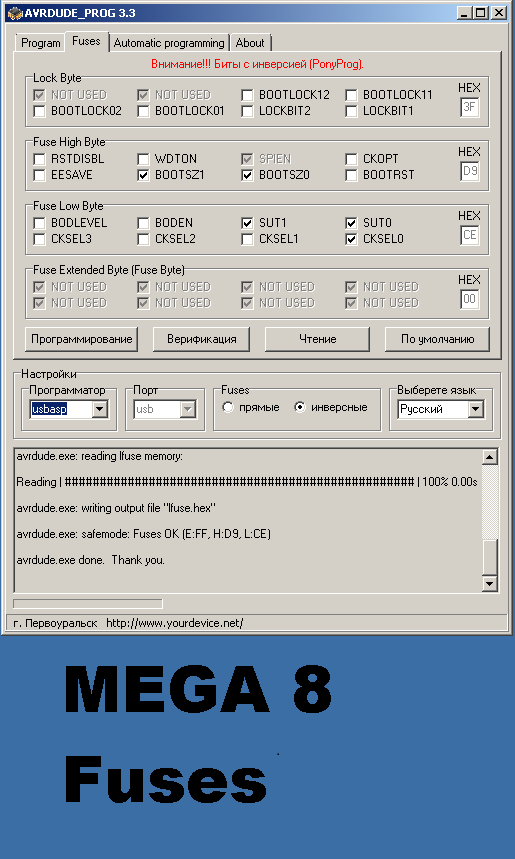 AVRDUDE_PROG 3.3
Program Fuses Automatic programming About
Внимание!!! Биты с инверсией (PonyProg).
Lock Byte
NOT USED NOT USED BOOTLOCK12 BOOTLOCK11 HEX
BOOTLOCK02 BOOTLOCK01 LOCKBIT2 LOCKBIT1 3F
Fuse High Byte
RSTDISBL WDTON SPIEN CKOPT HEX
EESAVE BOOTSZ1 BOOTSZ0 BOOTRST D9
Fuse Low Byte
BODLEVEL BODEN SUT1 SUT0 HEX
CKSEL3 CKSEL2 CKSEL1 CKSEL0 CE
Fuse Extended Byte (Fuse Byte)
NOT USED NOT USED NOT USED NOT USED HEX
NOT USED NOT USED NOT USED NOT USED 00
Программирование Верификация Чтение По умолчанию
Настройки
Программатор Порт Fuses Выберете язык
usbasp usb прямые инверсные Русский
avrdude.exe: reading lfuse memory:
Reading | ################################################## | 100% 0.00s
avrdude.exe: writing output file "lfuse.hex"
avrdude.exe: safemode: Fuses OK (E:FF, H:D9, L:CE)
avrdude.exe done. Thank you.
г. Первоуральск http://www.yourdevice.net/
MEGA 8
Fuses